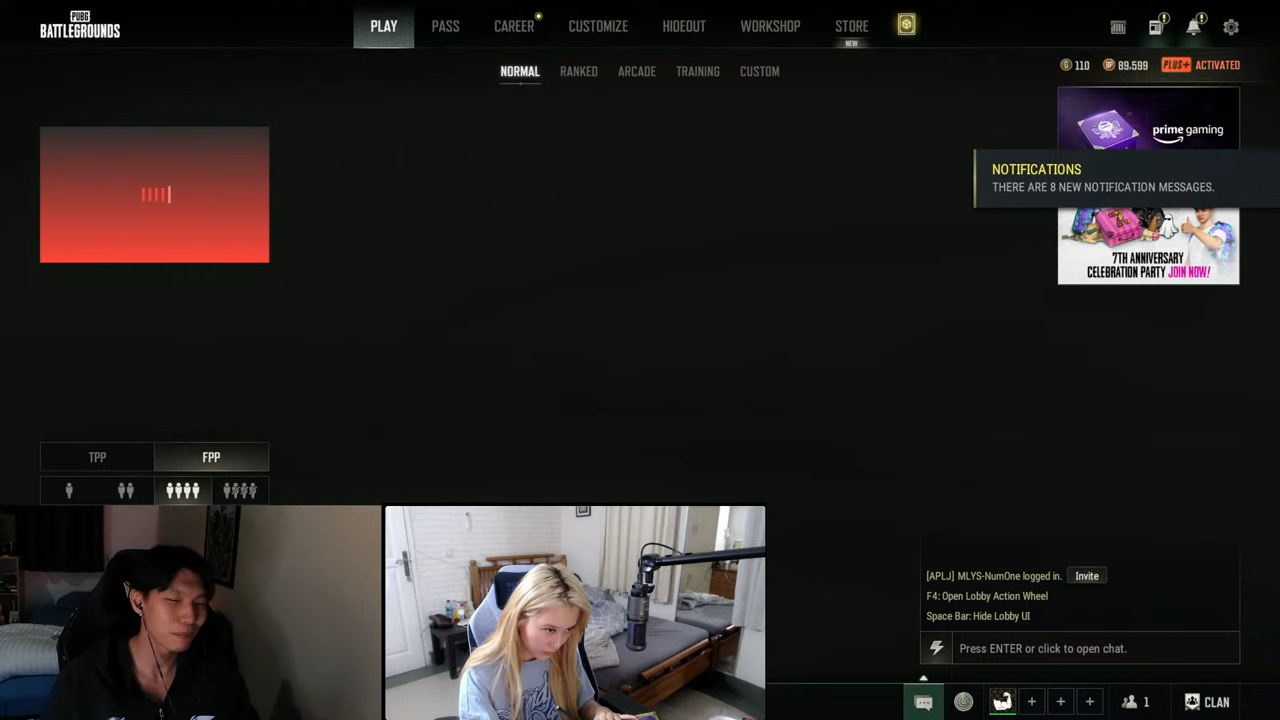 PUBG
BATTLEGROUNDS
PLAY
PASS
CAREER
CUSTOMIZE
HIDEOUT
WORKSHOP
STORE
NEW
NORMAL
RANKED
ARCADE
TRAINING
CUSTOM
G 110
BP 89.599
PLUS+ ACTIVATED
prime gaming
NOTIFICATIONS
THERE ARE 8 NEW NOTIFICATION MESSAGES.
7TH ANNIVERSARY
CELEBRATION PARTY JOIN NOW!
TPP
FPP
[APLJ] MLYS-NumOne logged in. Invite
F4: Open Lobby Action Wheel
Space Bar: Hide Lobby UI
Press ENTER or click to open chat.
1
CLAN